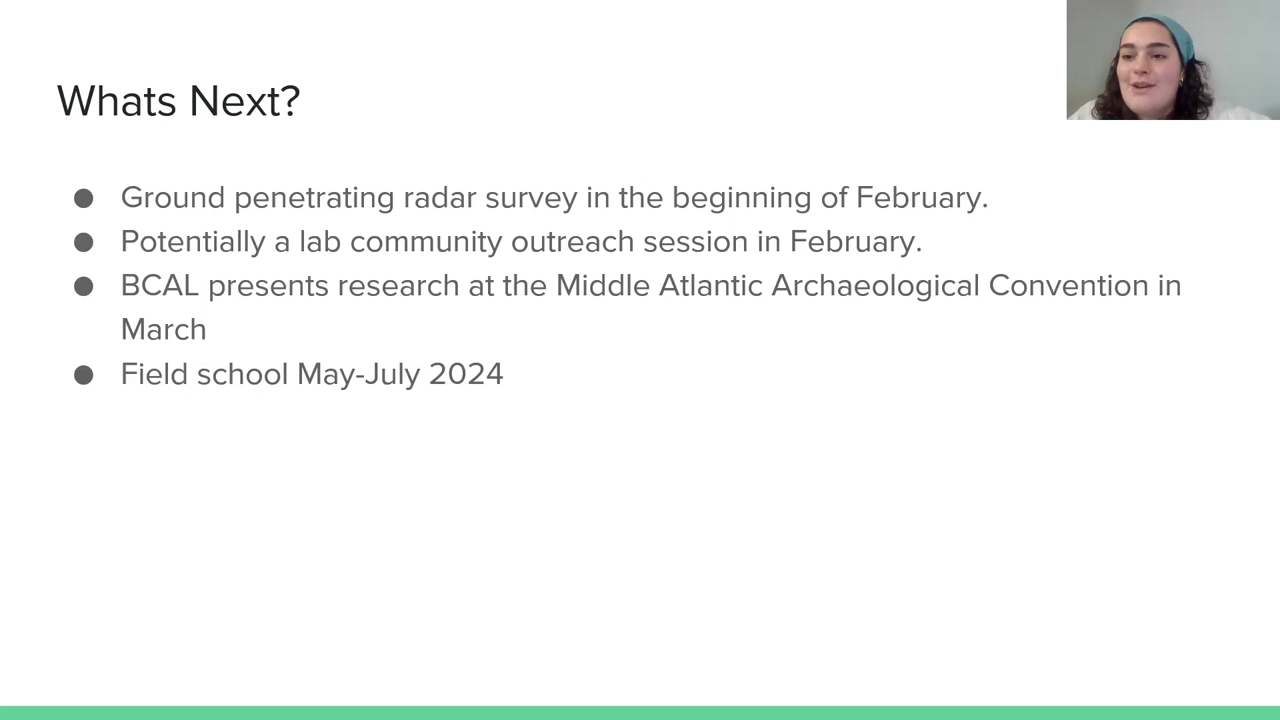 Whats Next?
● Ground penetrating radar survey in the beginning of February.
● Potentially a lab community outreach session in February.
● BCAL presents research at the Middle Atlantic Archaeological Convention in
March
● Field school May-July 2024